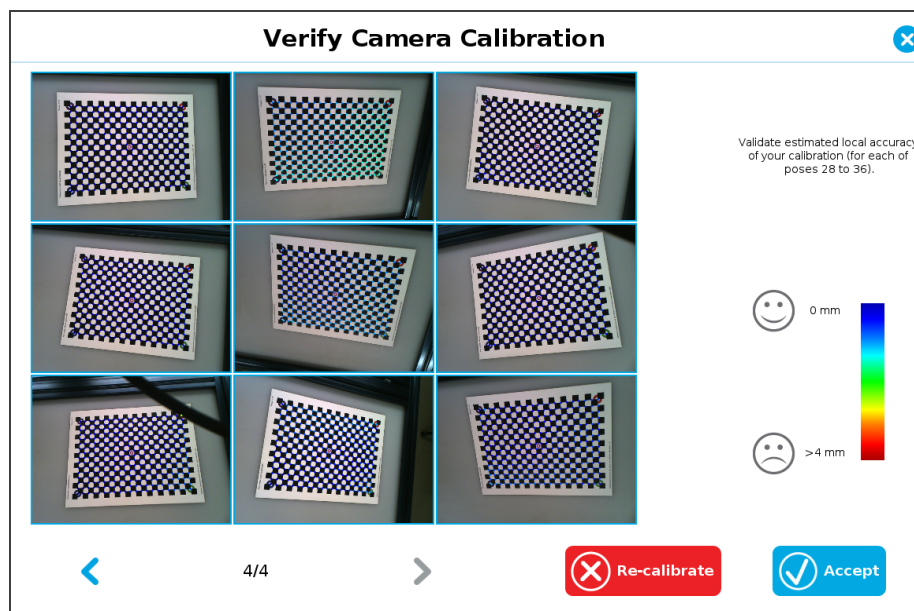 Verify Camera Calibration
Validate estimated local accuracy
of your calibration (for each of
poses 28 to 36).
0 mm
>4 mm
4/4
Re-calibrate
Accept